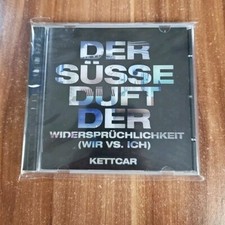 DER
SÜSSE
DUFT
DER
WIDERSPRÜCHLICHKEIT
(WIR VS. ICH)
KETTCAR